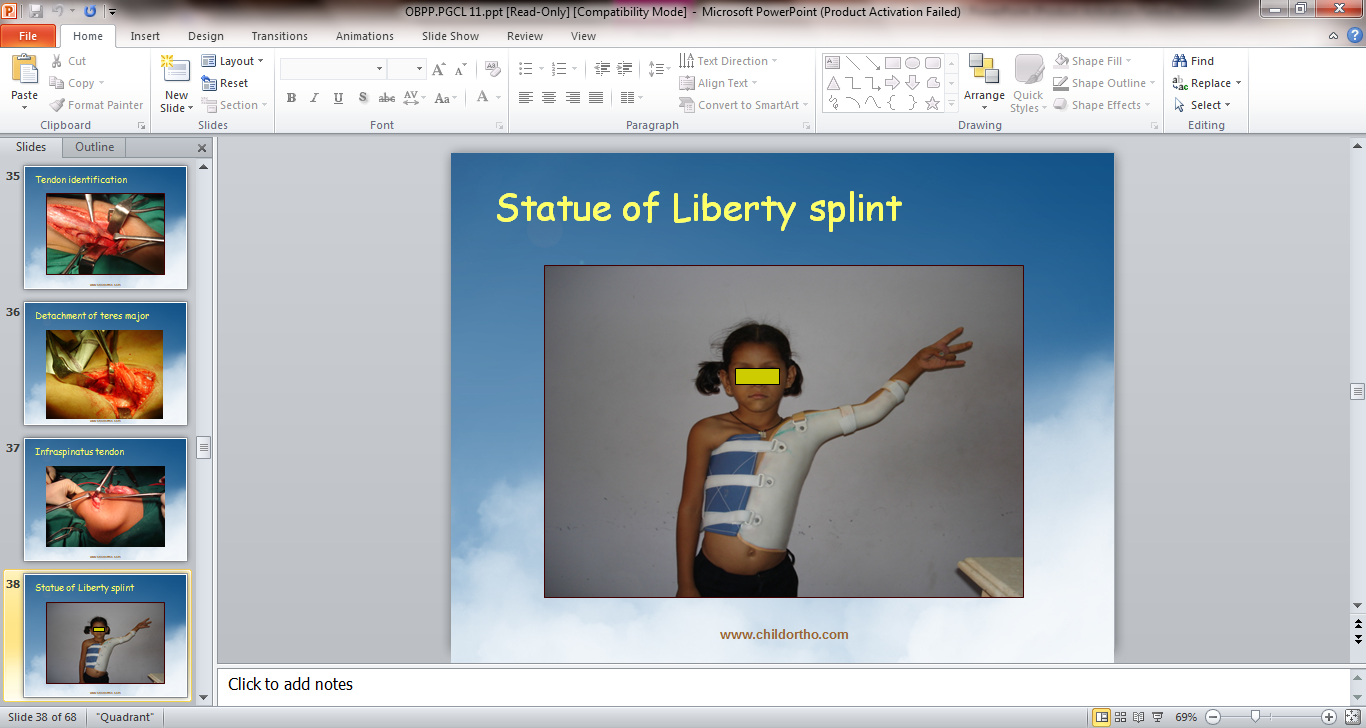 OBPP.PGCL 11.ppt [Read-Only] [Compatibility Mode] - Microsoft PowerPoint (Product Activation Failed)
File Home Insert Design Transitions Animations Slide Show Review View
Paste
Cut
Copy
Format Painter
Clipboard
New
Slide
Layout
Reset
Section
Slides
B I U S abc AV Aa A
Font
Text Direction
Align Text
Convert to SmartArt
Paragraph
Arrange
Quick
Styles
Shape Fill
Shape Outline
Shape Effects
Drawing
Find
Replace
Select
Editing
Slides Outline
35
Tendon identification
36
Detachment of teres major
37
Infraspinatus tendon
38
Statue of Liberty splint
Statue of Liberty splint
www.childortho.com
Click to add notes
Slide 38 of 68 "Quadrant" 69%